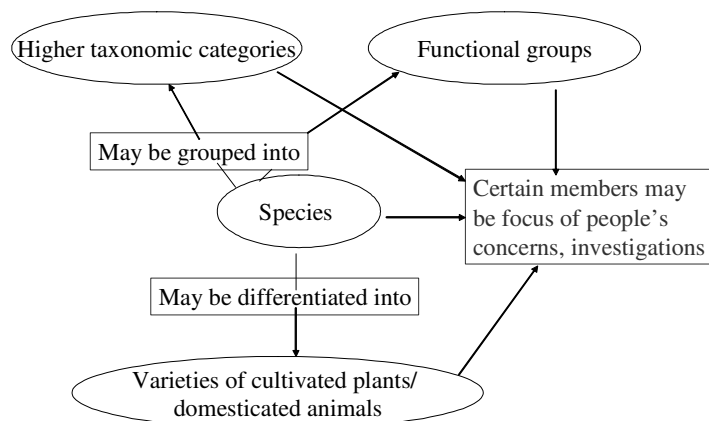 Higher taxonomic categories
Functional groups
May be grouped into
Species
Certain members may
be focus of people’s
concerns, investigations
May be differentiated into
Varieties of cultivated plants/
domesticated animals